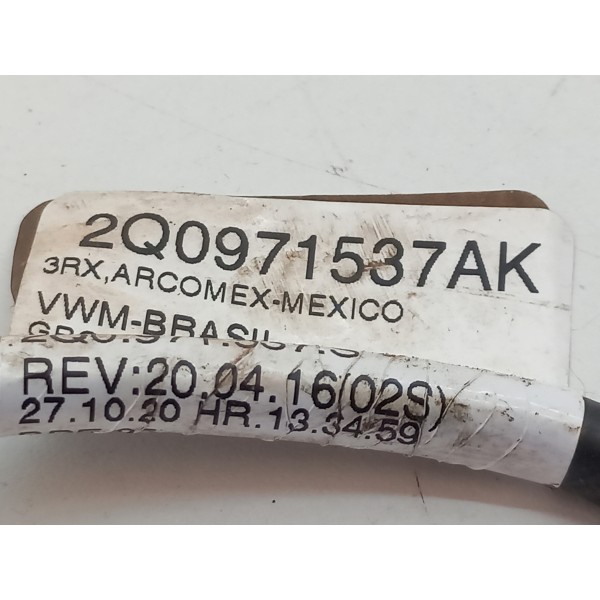 2Q0971537AK
3RX,ARCOMEX-MEXICO
VWM-BRASIL
REV:20.04.16(02S)
27.10.20 HR.13.34.59